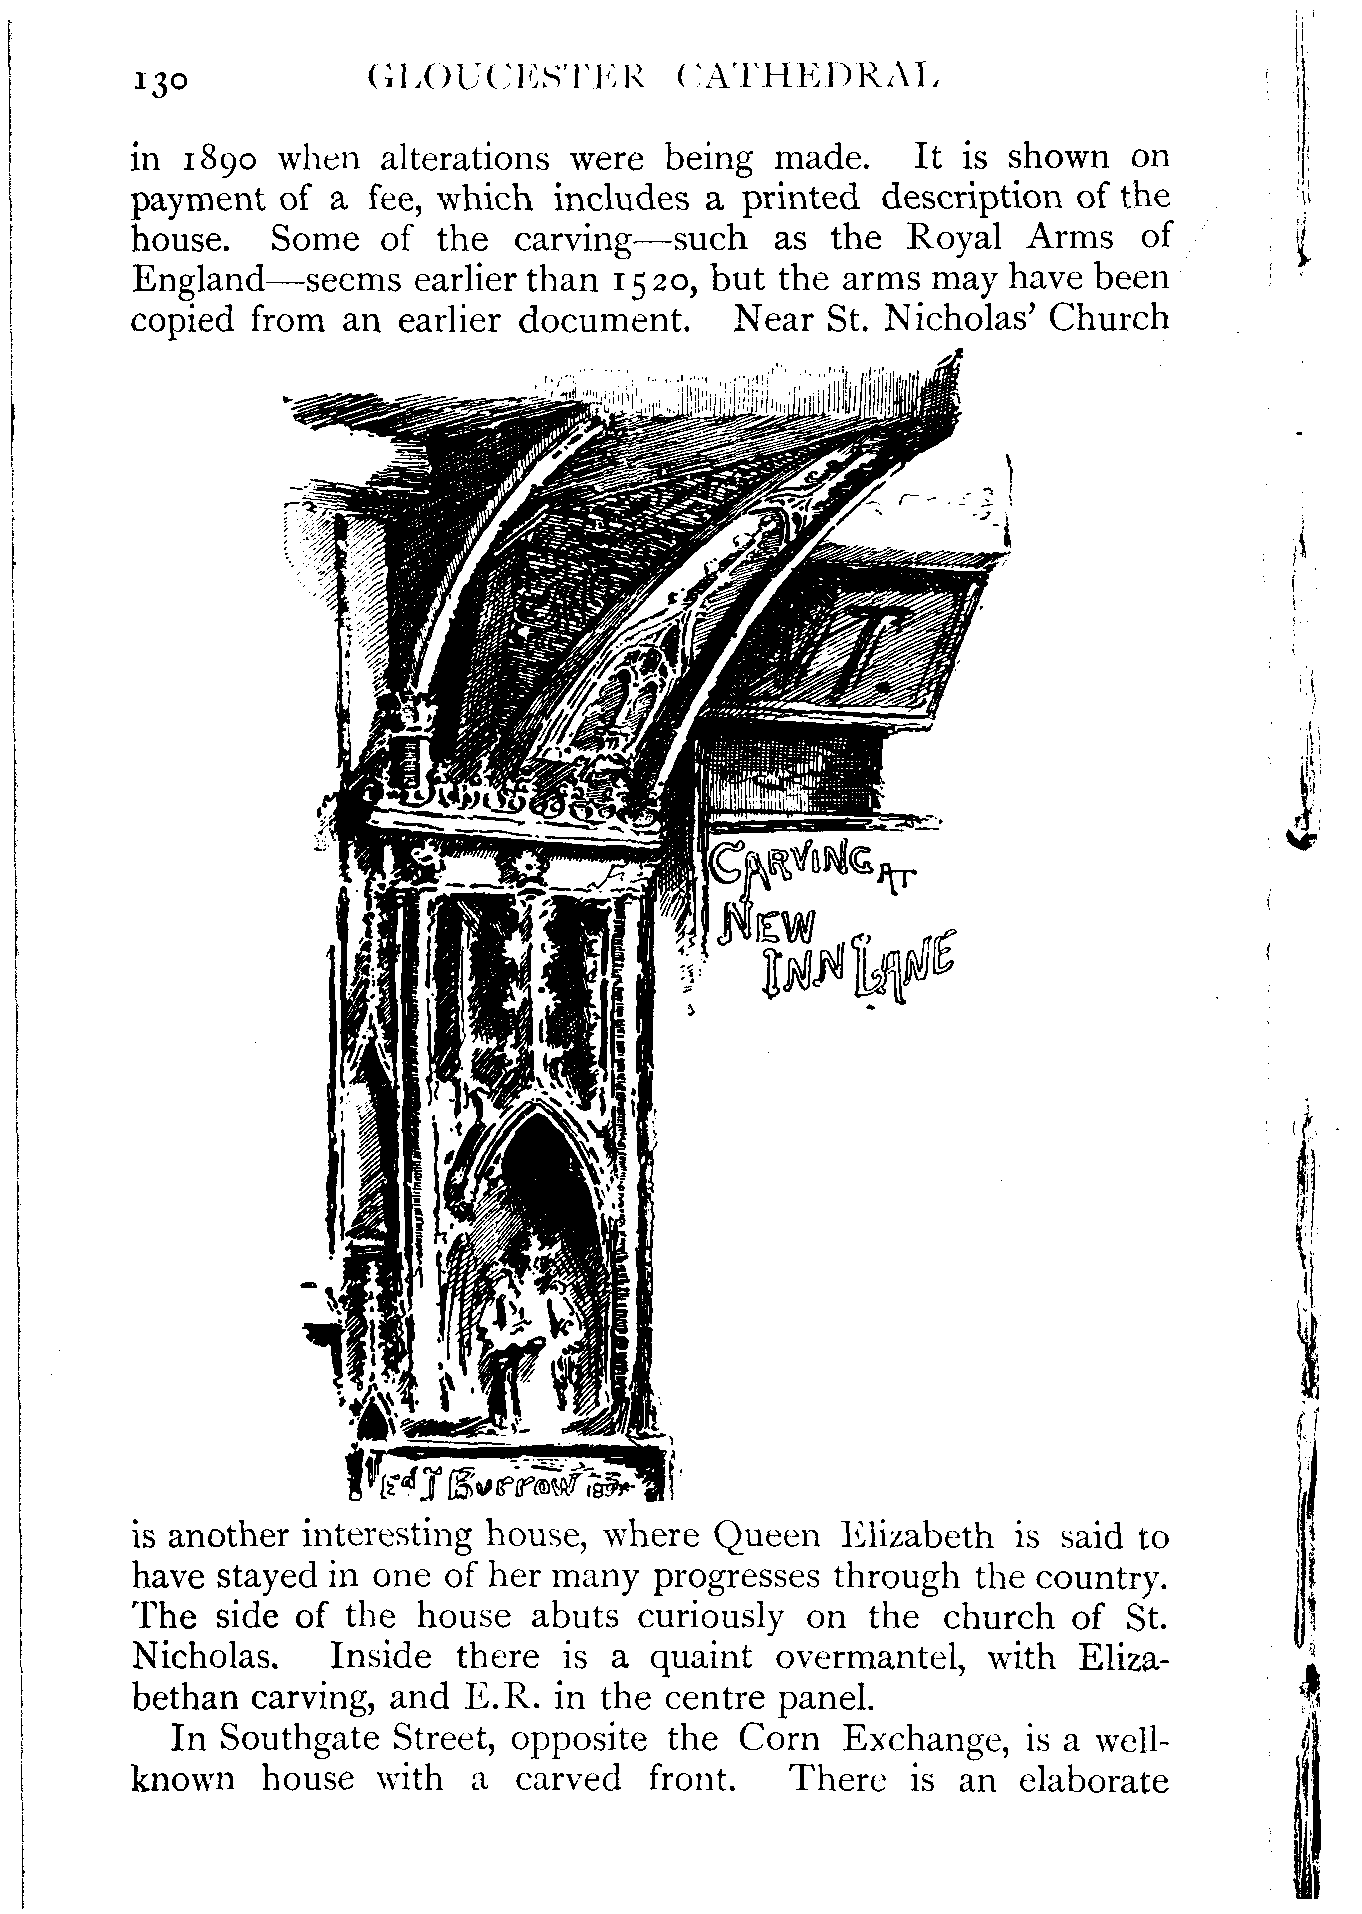 130 GLOUCESTER CATHEDRAL
in 1890 when alterations were being made. It is shown on
payment of a fee, which includes a printed description of the
house. Some of the carving—such as the Royal Arms of
England—seems earlier than 1520, but the arms may have been
copied from an earlier document. Near St. Nicholas' Church
T.
CARVING AT
NEW
INN LANE
Ed J Burrow
is another interesting house, where Queen Elizabeth is said to
have stayed in one of her many progresses through the country.
The side of the house abuts curiously on the church of St.
Nicholas. Inside there is a quaint overmantel, with Eliza-
bethan carving, and E.R. in the centre panel.
In Southgate Street, opposite the Corn Exchange, is a well-
known house with a carved front. There is an elaborate